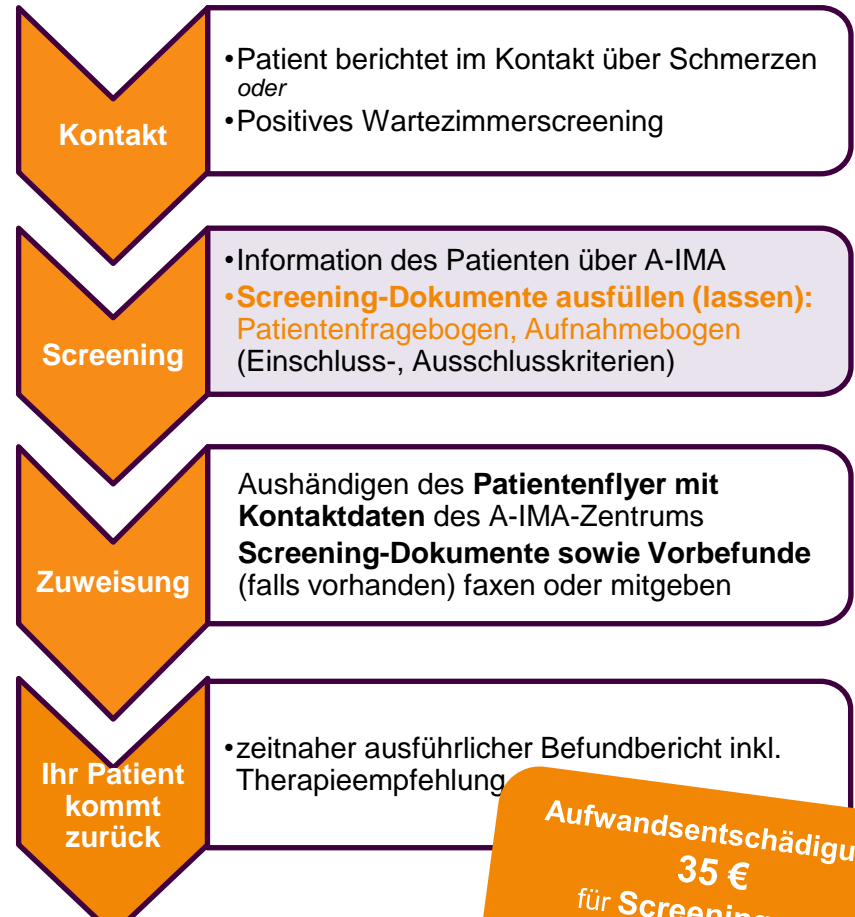 Kontakt
•Patient berichtet im Kontakt über Schmerzen
oder
•Positives Wartezimmerscreening
Screening
•Information des Patienten über A-IMA
•Screening-Dokumente ausfüllen (lassen):
Patientenfragebogen, Aufnahmebogen
(Einschluss-, Ausschlusskriterien)
Zuweisung
Aushändigen des Patientenflyer mit
Kontaktdaten des A-IMA-Zentrums
Screening-Dokumente sowie Vorbefunde
(falls vorhanden) faxen oder mitgeben
Ihr Patient
kommt
zurück
•zeitnaher ausführlicher Befundbericht inkl.
Therapieempfehlung
Aufwandsentschädigu
35 €
für Screening